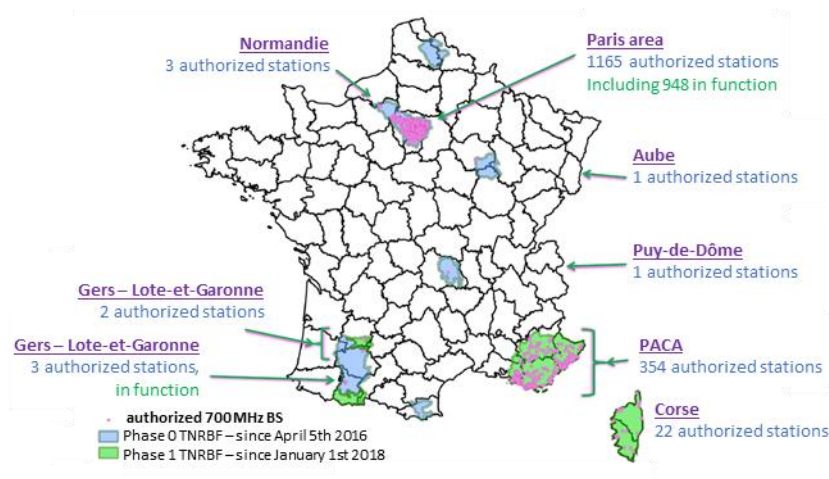 Normandie
3 authorized stations
Paris area
1165 authorized stations
Including 948 in function
Aube
1 authorized stations
Puy-de-Dôme
1 authorized stations
Gers – Lote-et-Garonne
2 authorized stations
Gers – Lote-et-Garonne
3 authorized stations,
in function
PACA
354 authorized stations
Corse
22 authorized stations
authorized 700 MHz BS
Phase 0 TNRBF – since April 5th 2016
Phase 1 TNRBF – since January 1st 2018